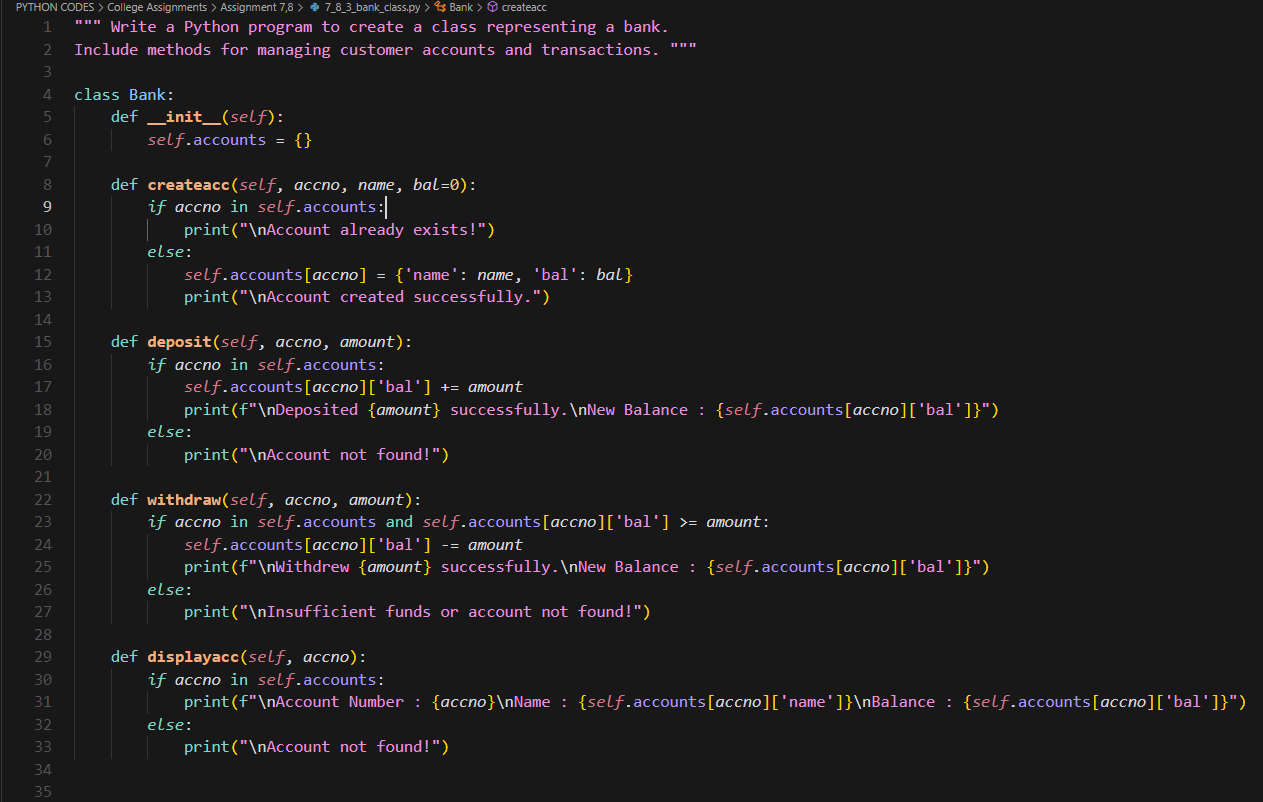 PYTHON CODES > College Assignments > Assignment 7,8 > 7_8_3_bank_class.py > Bank > createacc
1 """ Write a Python program to create a class representing a bank.
2 Include methods for managing customer accounts and transactions. """
3
4 class Bank:
5     def __init__(self):
6         self.accounts = {}
7
8     def createacc(self, accno, name, bal=0):
9         if accno in self.accounts:
10             print("\nAccount already exists!")
11         else:
12             self.accounts[accno] = {'name': name, 'bal': bal}
13             print("\nAccount created successfully.")
14
15     def deposit(self, accno, amount):
16         if accno in self.accounts:
17             self.accounts[accno]['bal'] += amount
18             print(f"\nDeposited {amount} successfully.\nNew Balance : {self.accounts[accno]['bal']}")
19         else:
20             print("\nAccount not found!")
21
22     def withdraw(self, accno, amount):
23         if accno in self.accounts and self.accounts[accno]['bal'] >= amount:
24             self.accounts[accno]['bal'] -= amount
25             print(f"\nWithdrew {amount} successfully.\nNew Balance : {self.accounts[accno]['bal']}")
26         else:
27             print("\nInsufficient funds or account not found!")
28
29     def displayacc(self, accno):
30         if accno in self.accounts:
31             print(f"\nAccount Number : {accno}\nName : {self.accounts[accno]['name']}\nBalance : {self.accounts[accno]['bal']}")
32         else:
33             print("\nAccount not found!")
34
35